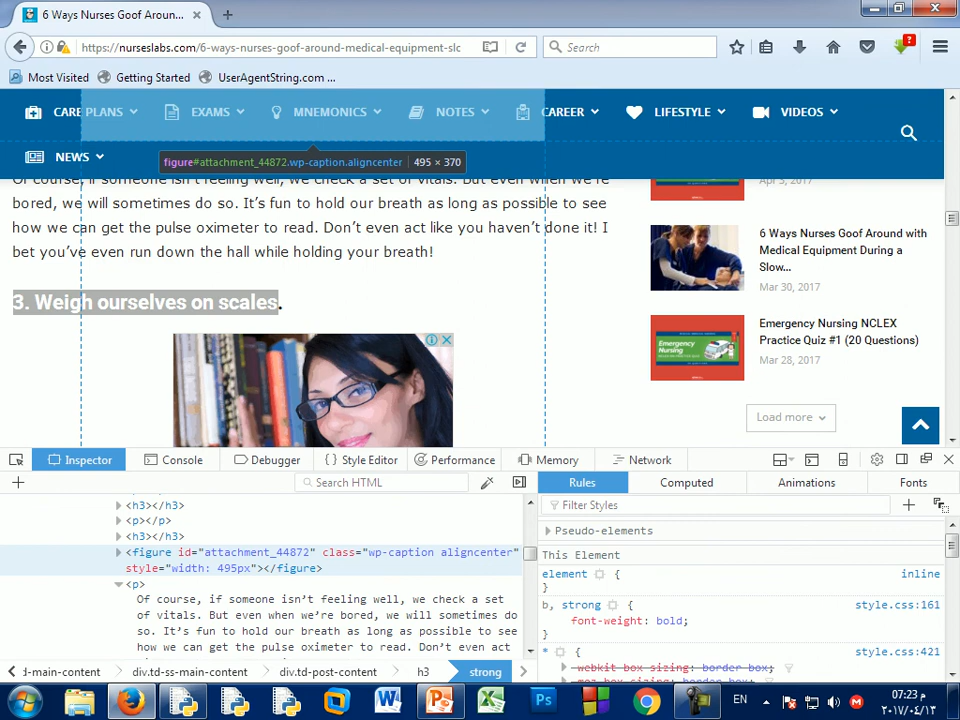 6 Ways Nurses Goof Aroun...
https://nurseslabs.com/6-ways-nurses-goof-around-medical-equipment-slc
Search
?
Most Visited
Getting Started
UserAgentString.com ...
CARE PLANS
EXAMS
MNEMONICS
NOTES
CAREER
LIFESTYLE
VIDEOS
NEWS
figure#attachment_44872.wp-caption.aligncenter | 495 × 370
Of course, if someone isn't feeling well, we check a set of vitals. But even when we're
bored, we will sometimes do so. It's fun to hold our breath as long as possible to see
how we can get the pulse oximeter to read. Don't even act like you haven't done it! I
bet you've even run down the hall while holding your breath!
3. Weigh ourselves on scales.
Apr 3, 2017
6 Ways Nurses Goof Around with
Medical Equipment During a
Slow...
Mar 30, 2017
Emergency Nursing
Emergency Nursing NCLEX
Practice Quiz #1 (20 Questions)
Mar 28, 2017
Load more
Inspector
Console
Debugger
Style Editor
Performance
Memory
Network
Search HTML
<h3></h3>
<p></p>
<h3></h3>
<figure id="attachment_44872" class="wp-caption aligncenter"
style="width: 495px"></figure>
<p>
Of course, if someone isn't feeling well, we check a set
of vitals. But even when we're bored, we will sometimes do
so. It's fun to hold our breath as long as possible to see
how we can get the pulse oximeter to read. Don't even act
d-main-content
div.td-ss-main-content
div.td-post-content
h3
strong
Rules
Computed
Animations
Fonts
Filter Styles
Pseudo-elements
This Element
element { inline
}
b, strong { style.css:161
font-weight: bold;
}
* { style.css:421
-webkit-box-sizing: border-box;
-moz-box-sizing: border-box;
W
P
X
Ps
EN
م 07:23
٢٠١٧/٠٤/١٣